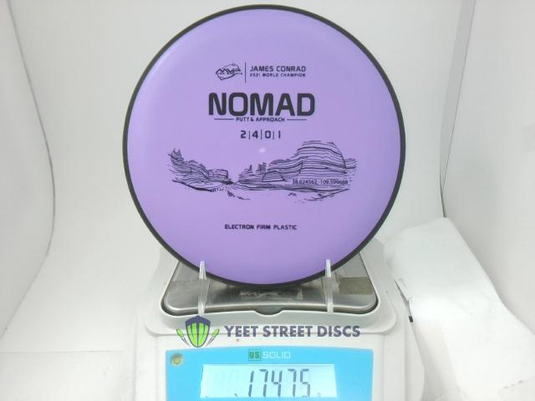 JAMES CONRAD
2021 WORLD CHAMPION
NOMAD
PUTT & APPROACH
2|4|0|1
ELECTRON FIRM PLASTIC
YEET STREET DISCS
US SOLID
174.75